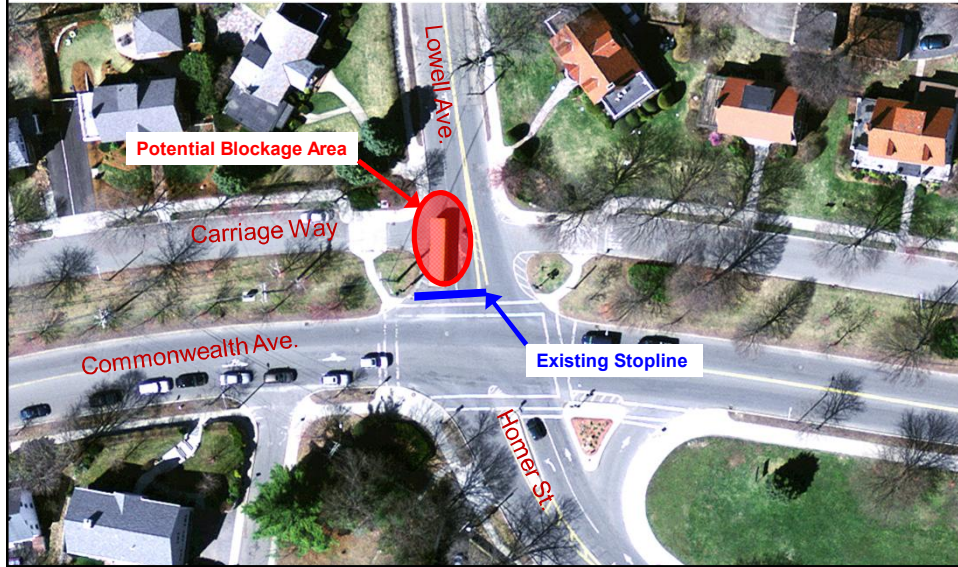 Lowell Ave.
Potential Blockage Area
Carriage Way
Commonwealth Ave.
Existing Stopline
Homer St.